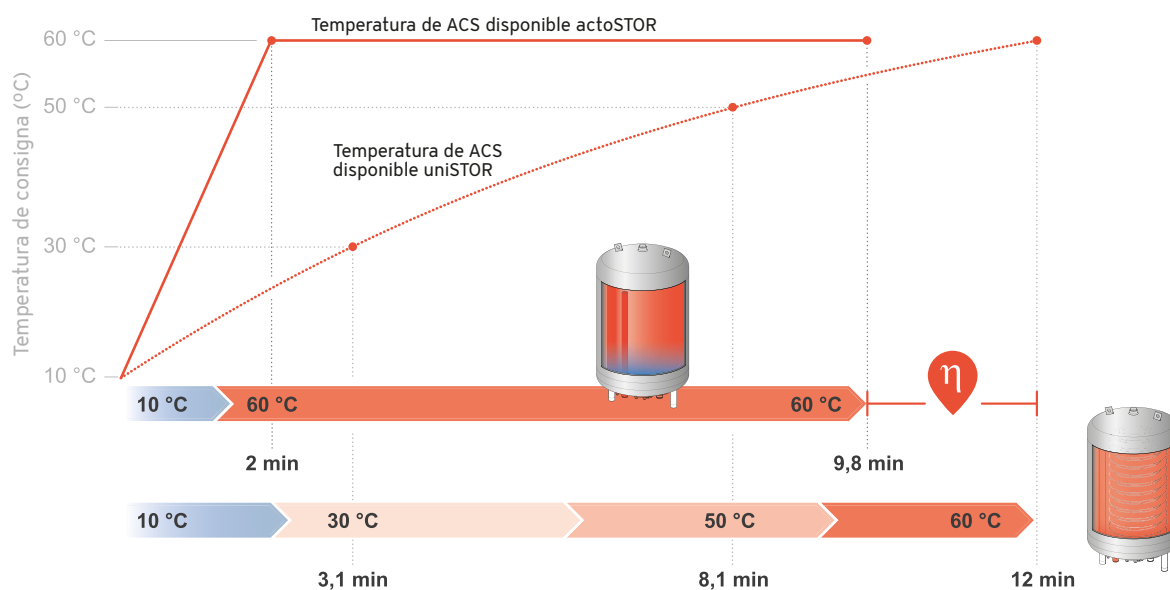 Temperatura de ACS disponible actoSTOR
60 °C
Temperatura de consigna (ºC)
50 °C
Temperatura de ACS
disponible uniSTOR
30 °C
10 °C
η
10 °C 60 °C 60 °C
2 min 9,8 min
10 °C 30 °C 50 °C 60 °C
3,1 min 8,1 min 12 min